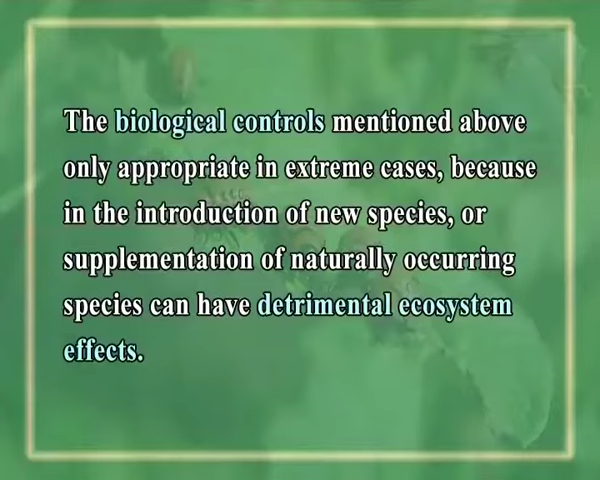 The biological controls mentioned above
only appropriate in extreme cases, because
in the introduction of new species, or
supplementation of naturally occurring
species can have detrimental ecosystem
effects.